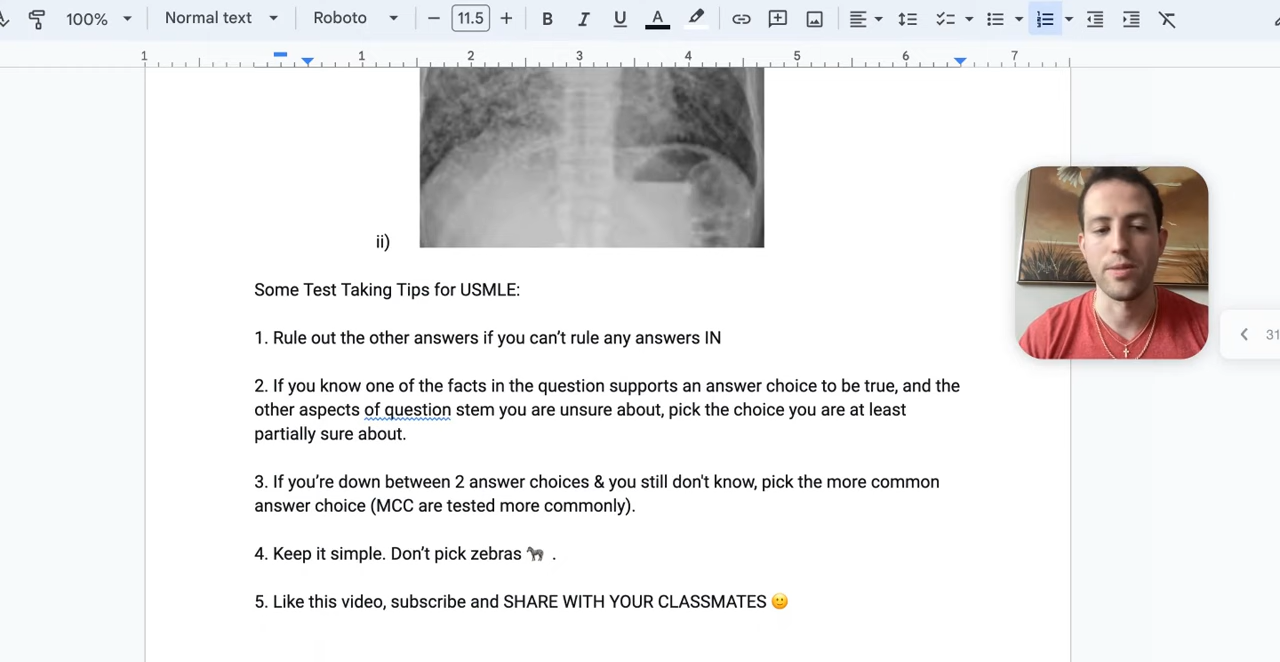 100% Normal text Roboto 11.5 B I U A
1 1 2 3 4 5 6 7
ii)
31
Some Test Taking Tips for USMLE:
1. Rule out the other answers if you can’t rule any answers IN
2. If you know one of the facts in the question supports an answer choice to be true, and the
other aspects of question stem you are unsure about, pick the choice you are at least
partially sure about.
3. If you’re down between 2 answer choices & you still don't know, pick the more common
answer choice (MCC are tested more commonly).
4. Keep it simple. Don’t pick zebras 🦓 .
5. Like this video, subscribe and SHARE WITH YOUR CLASSMATES 🙂